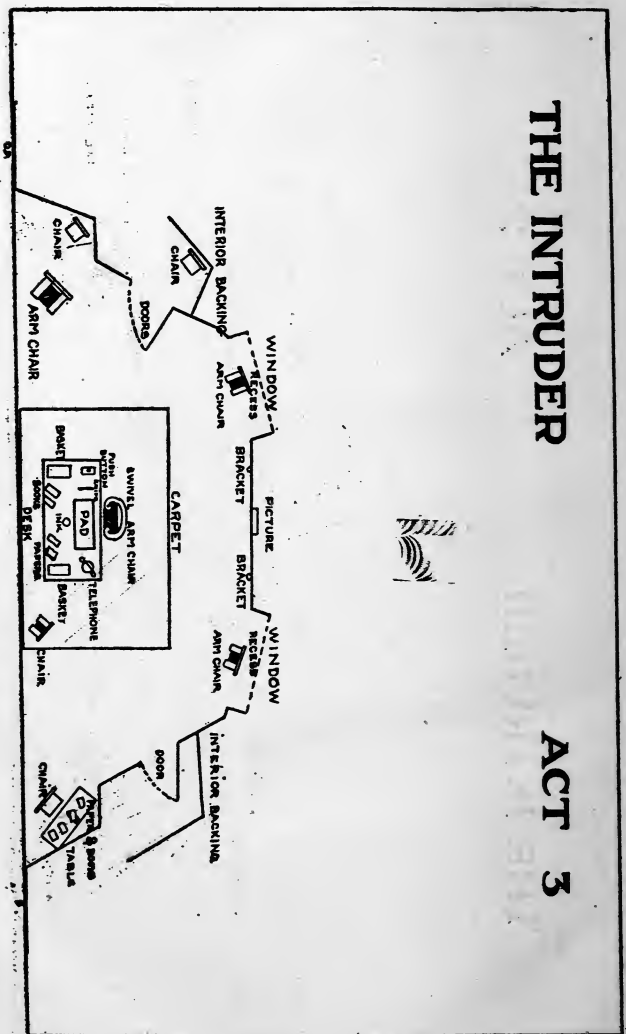 THE INTRUDER
ACT 3
WINDOW
RECESS
ARM CHAIR
INTERIOR BACKING
CHAIR
DOORS
CHAIR
ARM CHAIR
BRACKET
PICTURE
BRACKET
WINDOW
RECESS
ARM CHAIR
INTERIOR BACKING
DOOR
CHAIR
TABLE
CARPET
SWIVEL ARM CHAIR
PUSH
BUTTON
TELEPHONE
PAD
BASKET
BASKET
BOOKS
INK
PAPERS
DESK
CHAIR